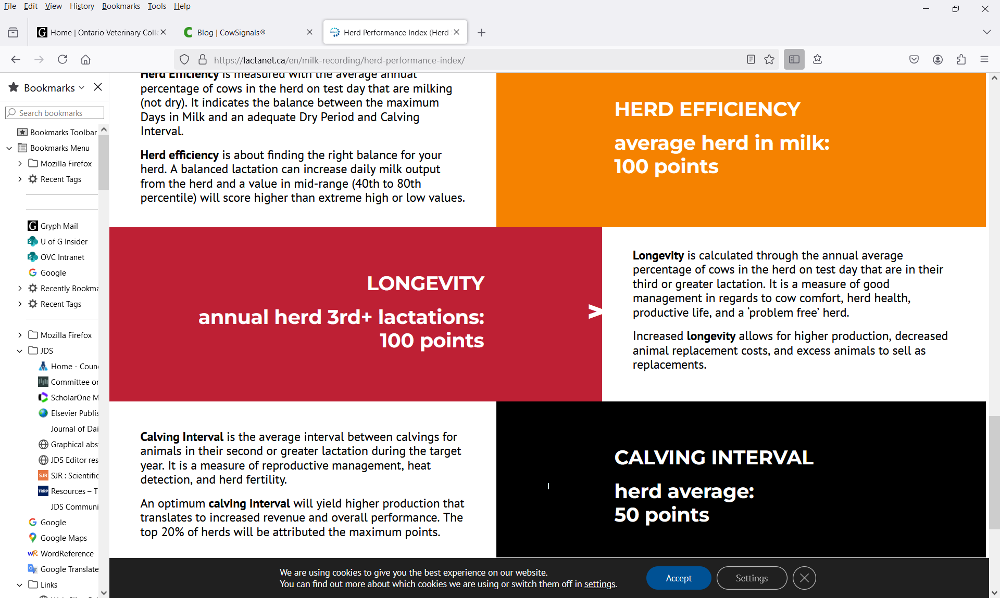 File Edit View History Bookmarks Tools Help
Home | Ontario Veterinary Colle
Blog | CowSignals®
Herd Performance Index (Herd
https://lactanet.ca/en/milk-recording/herd-performance-index/
Bookmarks
Search bookmarks
Bookmarks Toolbar
Bookmarks Menu
Mozilla Firefox
Recent Tags
Gryph Mail
U of G Insider
OVC Intranet
Google
Recently Bookma
Recent Tags
Mozilla Firefox
JDS
Home - Coun
Committee or
ScholarOne M
Elsevier Publis
Journal of Dai
Graphical abs
JDS Editor res
SJR : Scientific
Resources – T
JDS Communi
Google
Google Maps
WordReference
Google Translate
Links
Herd Efficiency is measured with the average annual
percentage of cows in the herd on test day that are milking
(not dry). It indicates the balance between the maximum
Days in Milk and an adequate Dry Period and Calving
Interval.
Herd efficiency is about finding the right balance for your
herd. A balanced lactation can increase daily milk output
from the herd and a value in mid-range (40th to 80th
percentile) will score higher than extreme high or low values.
HERD EFFICIENCY
average herd in milk:
100 points
LONGEVITY
annual herd 3rd+ lactations:
100 points
>
Longevity is calculated through the annual average
percentage of cows in the herd on test day that are in their
third or greater lactation. It is a measure of good
management in regards to cow comfort, herd health,
productive life, and a ‘problem free’ herd.
Increased longevity allows for higher production, decreased
animal replacement costs, and excess animals to sell as
replacements.
Calving Interval is the average interval between calvings for
animals in their second or greater lactation during the target
year. It is a measure of reproductive management, heat
detection, and herd fertility.
An optimum calving interval will yield higher production that
translates to increased revenue and overall performance. The
top 20% of herds will be attributed the maximum points.
CALVING INTERVAL
herd average:
50 points
We are using cookies to give you the best experience on our website.
You can find out more about which cookies we are using or switch them off in settings.
Accept
Settings